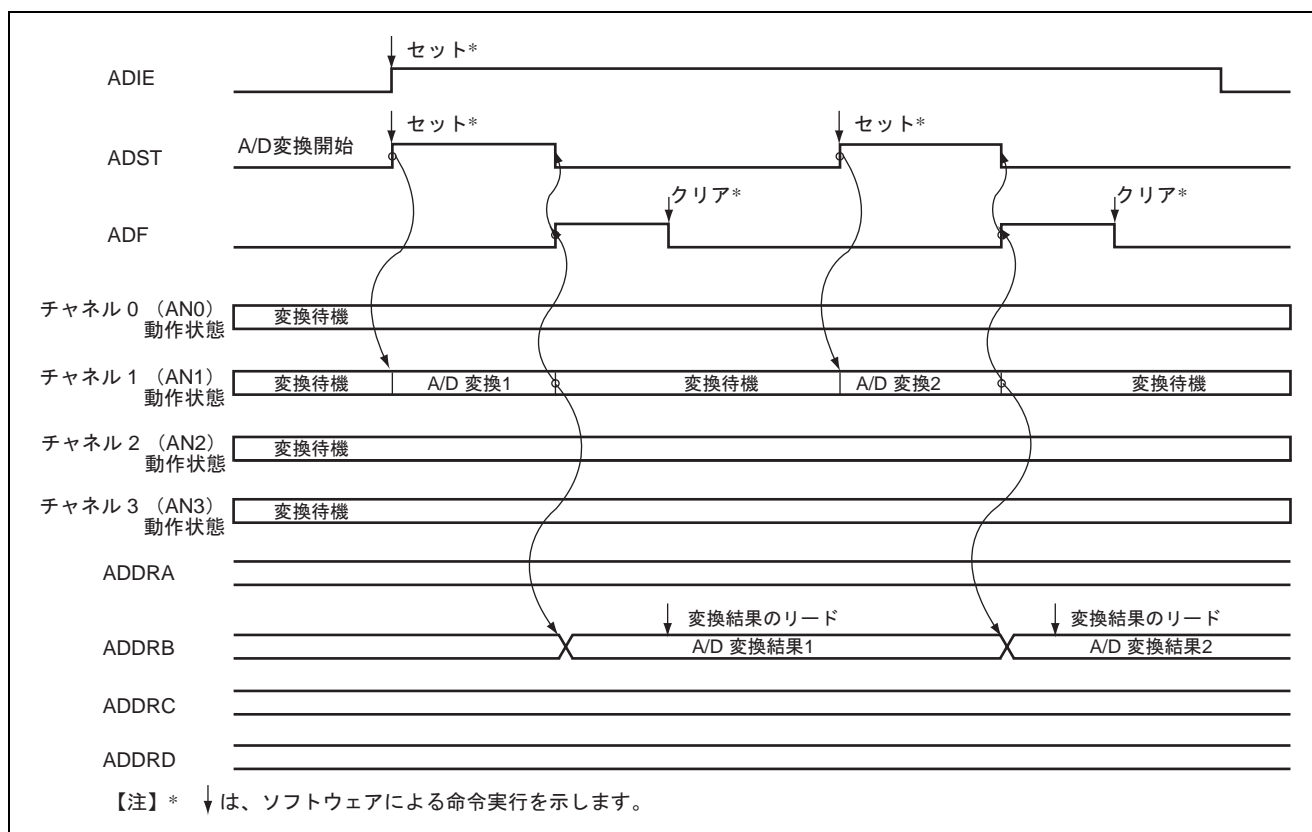 セット*
ADIE
セット*
セット*
A/D変換開始
ADST
クリア*
クリア*
ADF
チャネル 0 （AN0）
動作状態
変換待機
チャネル 1 （AN1）
動作状態
変換待機
A/D 変換1
変換待機
A/D 変換2
変換待機
チャネル 2 （AN2）
動作状態
変換待機
チャネル 3 （AN3）
動作状態
変換待機
ADDRA
変換結果のリード
変換結果のリード
ADDRB
A/D 変換結果1
A/D 変換結果2
ADDRC
ADDRD
【注】* ↓は、ソフトウェアによる命令実行を示します。